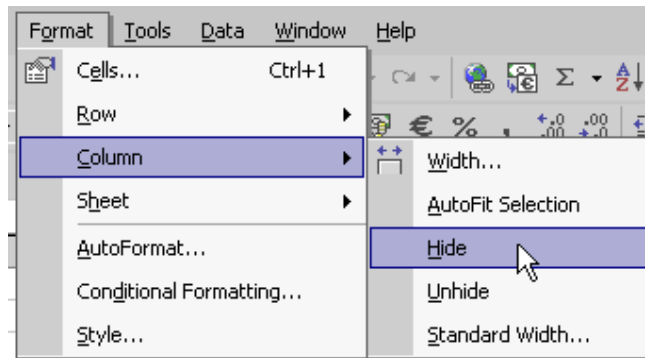 Format Tools Data Window Help
Cells... Ctrl+1
Row
Column
Sheet
AutoFormat...
Conditional Formatting...
Style...
Width...
AutoFit Selection
Hide
Unhide
Standard Width...